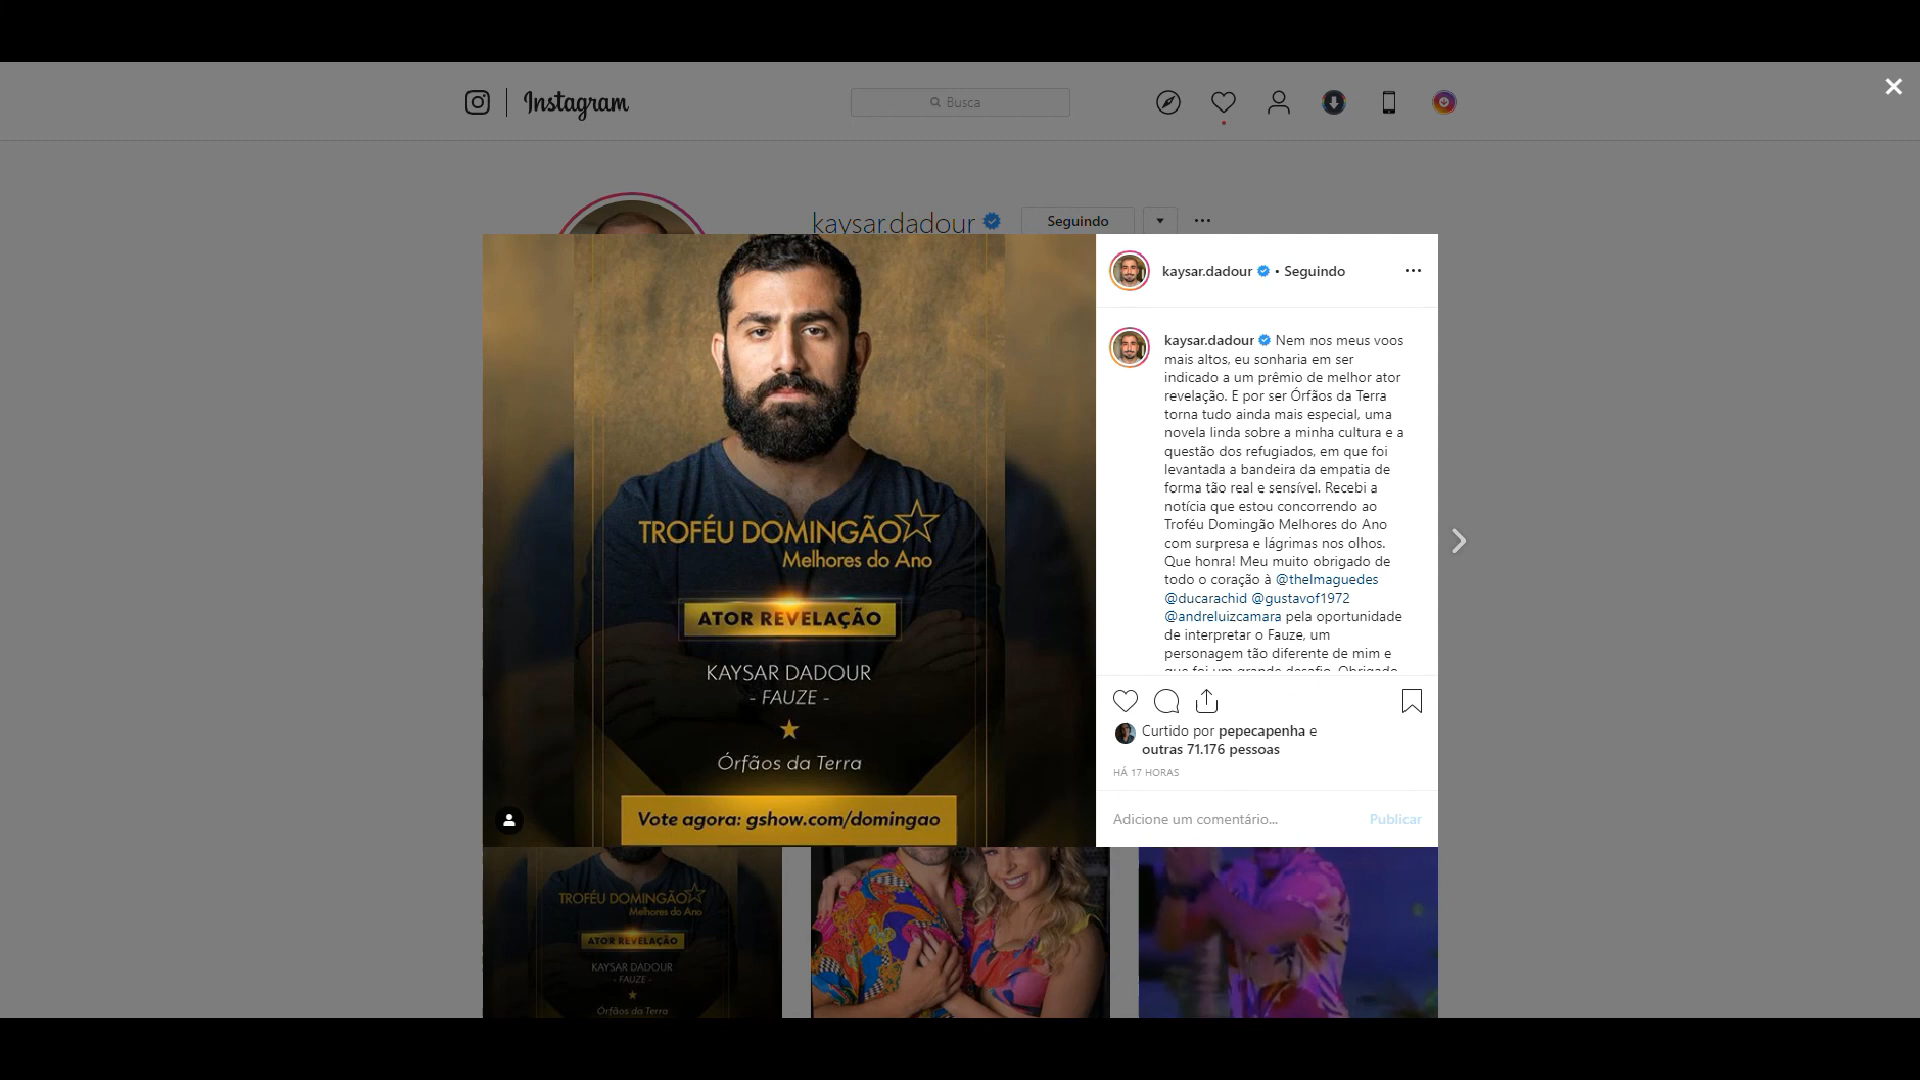 Instagram
Busca
kaysar.dadour
Seguindo
TROFÉU DOMINGÃO
Melhores do Ano
ATOR REVELAÇÃO
KAYSAR DADOUR
- FAUZE -
Órfãos da Terra
Vote agora: gshow.com/domingao
kaysar.dadour • Seguindo
kaysar.dadour Nem nos meus voos
mais altos, eu sonharia em ser
indicado a um prêmio de melhor ator
revelação. E por ser Órfãos da Terra
torna tudo ainda mais especial, uma
novela linda sobre a minha cultura e a
questão dos refugiados, em que foi
levantada a bandeira da empatia de
forma tão real e sensível. Recebi a
notícia que estou concorrendo ao
Troféu Domingão Melhores do Ano
com surpresa e lágrimas nos olhos.
Que honra! Meu muito obrigado de
todo o coração à @thelmaguedes
@ducarachid @gustavof1972
@andreluizcamara pela oportunidade
de interpretar o Fauze, um
personagem tão diferente de mim e
que foi um grande desafio. Obrigado
Curtido por pepecapenha e
outras 71.176 pessoas
HÁ 17 HORAS
Adicione um comentário... Publicar
TROFÉU DOMINGÃO
Melhores do Ano
ATOR REVELAÇÃO
KAYSAR DADOUR
- FAUZE -
Órfãos da Terra